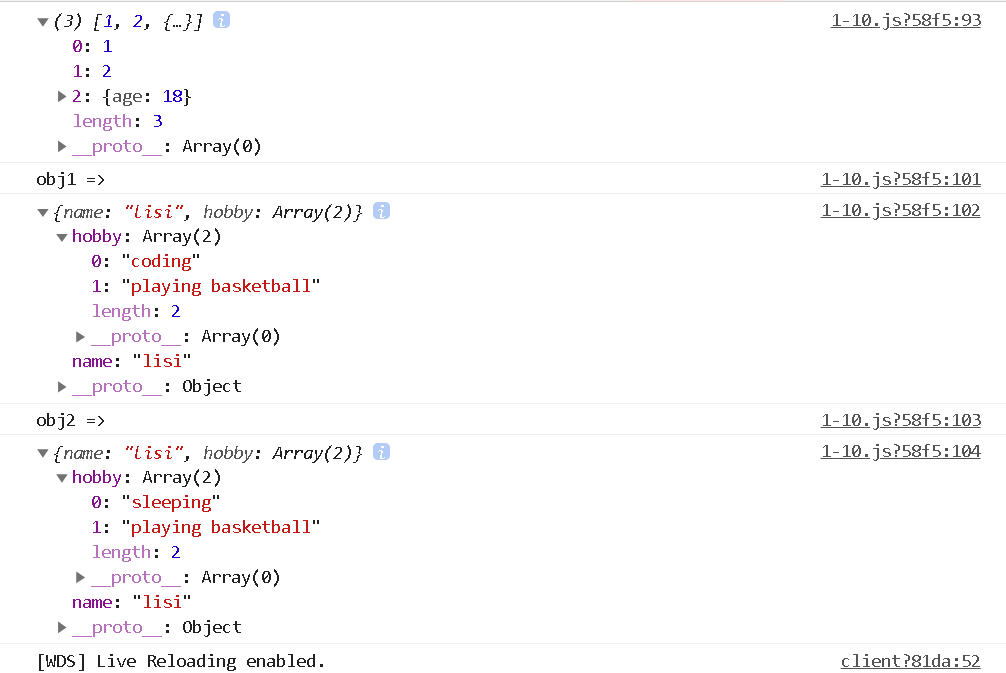 ▼(3) [1, 2, {…}] i 1-10.js?58f5:93
0: 1
1: 2
▶2: {age: 18}
length: 3
▶__proto__: Array(0)
obj1 => 1-10.js?58f5:101
▼{name: "lisi", hobby: Array(2)} i 1-10.js?58f5:102
▼hobby: Array(2)
0: "coding"
1: "playing basketball"
length: 2
▶__proto__: Array(0)
name: "lisi"
▶__proto__: Object
obj2 => 1-10.js?58f5:103
▼{name: "lisi", hobby: Array(2)} i 1-10.js?58f5:104
▼hobby: Array(2)
0: "sleeping"
1: "playing basketball"
length: 2
▶__proto__: Array(0)
name: "lisi"
▶__proto__: Object
[WDS] Live Reloading enabled. client?81da:52